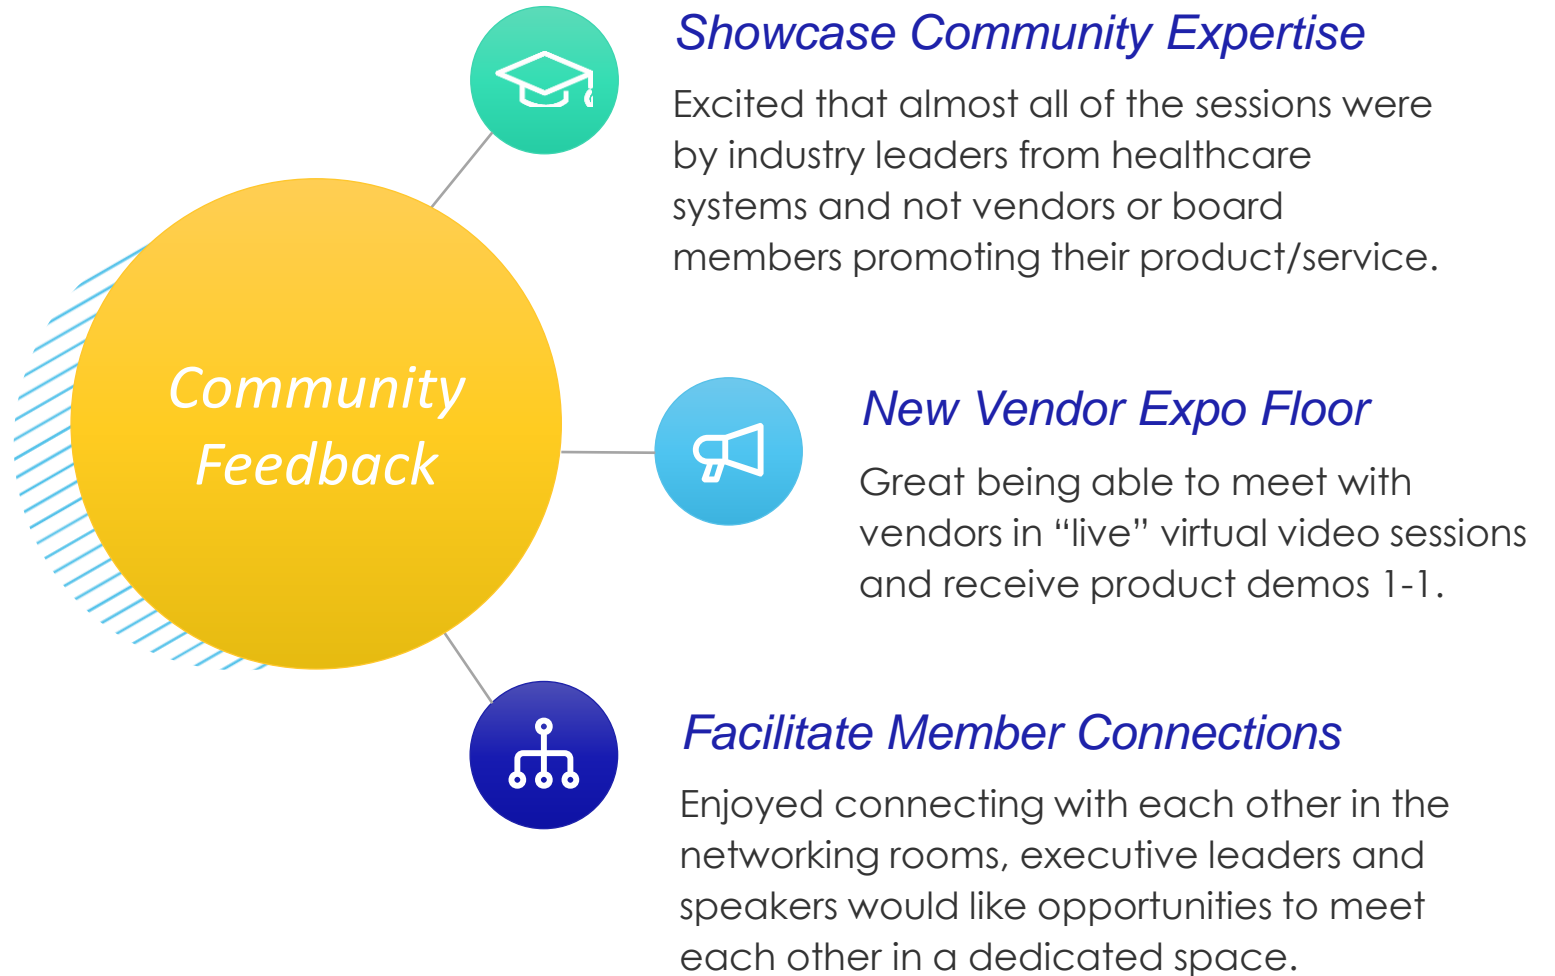 Showcase Community Expertise
Excited that almost all of the sessions were
by industry leaders from healthcare
systems and not vendors or board
members promoting their product/service.
Community
Feedback
New Vendor Expo Floor
Great being able to meet with
vendors in “live” virtual video sessions
and receive product demos 1-1.
Facilitate Member Connections
Enjoyed connecting with each other in the
networking rooms, executive leaders and
speakers would like opportunities to meet
each other in a dedicated space.